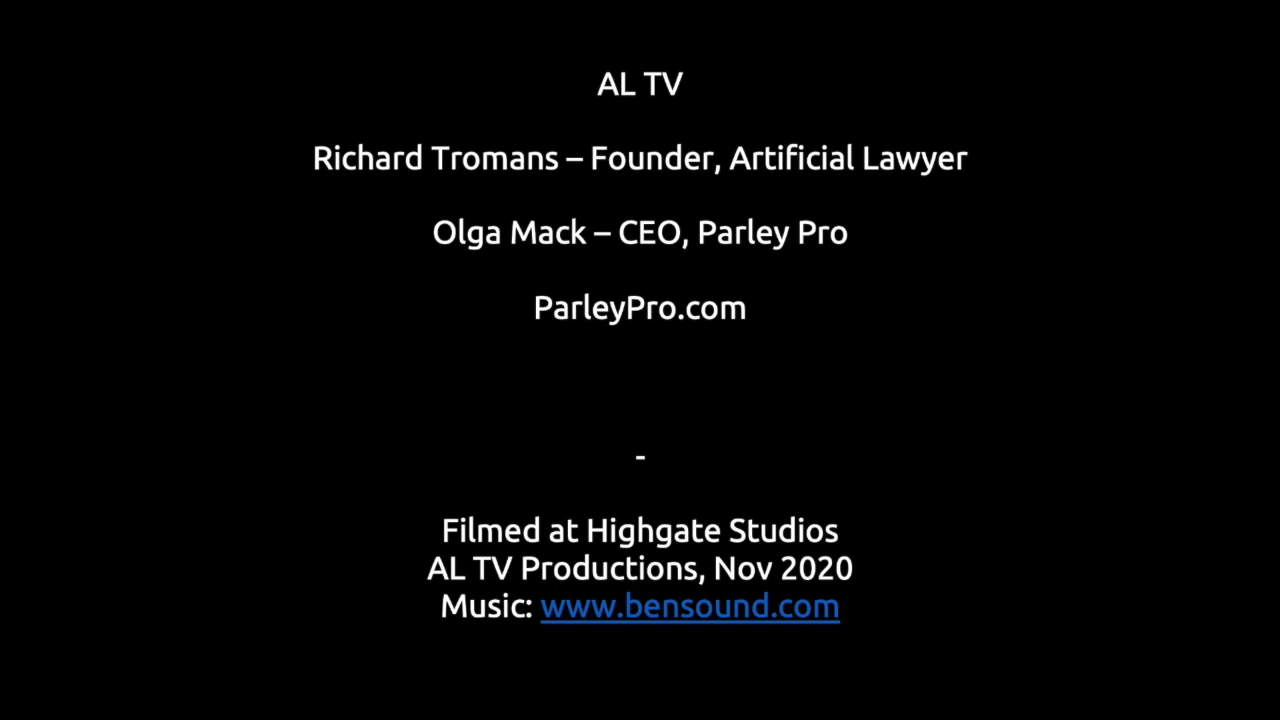 AL TV
Richard Tromans – Founder, Artificial Lawyer
Olga Mack – CEO, Parley Pro
ParleyPro.com
-
Filmed at Highgate Studios
AL TV Productions, Nov 2020
Music: www.bensound.com